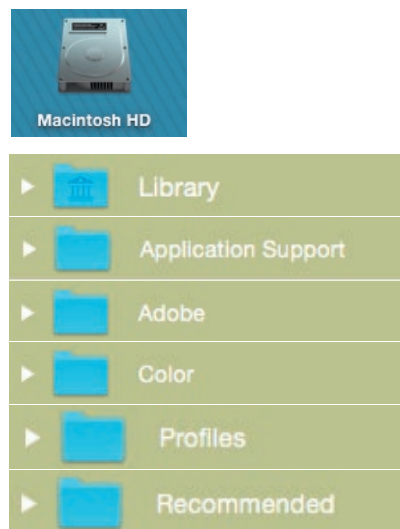 Macintosh HD
Library
Application Support
Adobe
Color
Profiles
Recommended